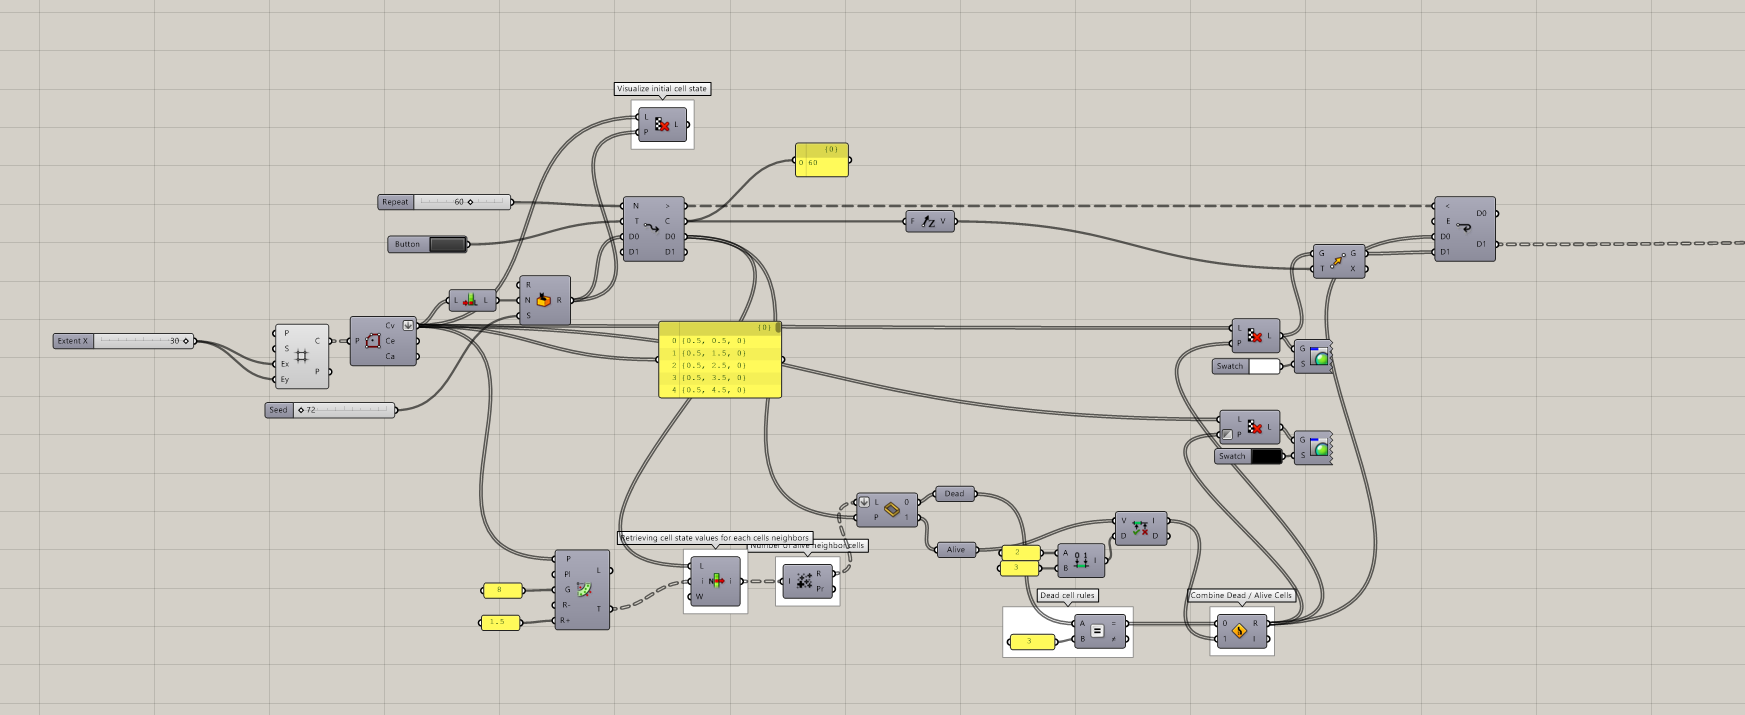 Visualize initial cell state
L
P
L
{0}
0 60
Repeat
60
N
T
D0
D1
>
C
D0
D1
F
V
<
E
D0
D1
D0
D1
Button
G
T
G
X
R
N
S
R
L
L
Extent X
30
P
S
Ex
Ey
C
P
P
Cv
Ce
Ca
{0}
0 {0.5, 0.5, 0}
1 {0.5, 1.5, 0}
2 {0.5, 2.5, 0}
3 {0.5, 3.5, 0}
4 {0.5, 4.5, 0}
L
P
L
Swatch
G
S
Seed
72
L
P
L
Swatch
G
S
L
P
0
1
Dead
Alive
2
3
A
B
I
V
D
I
D
Retrieving cell state values for each cells neighbors
Number of alive neighbor cells
P
Pl
G
R-
R+
L
T
8
1.5
L
i
W
N
i
I
R
Pr
0 1
Dead cell rules
3
A
B
=
=
≠
Combine Dead / Alive Cells
0
1
R
I